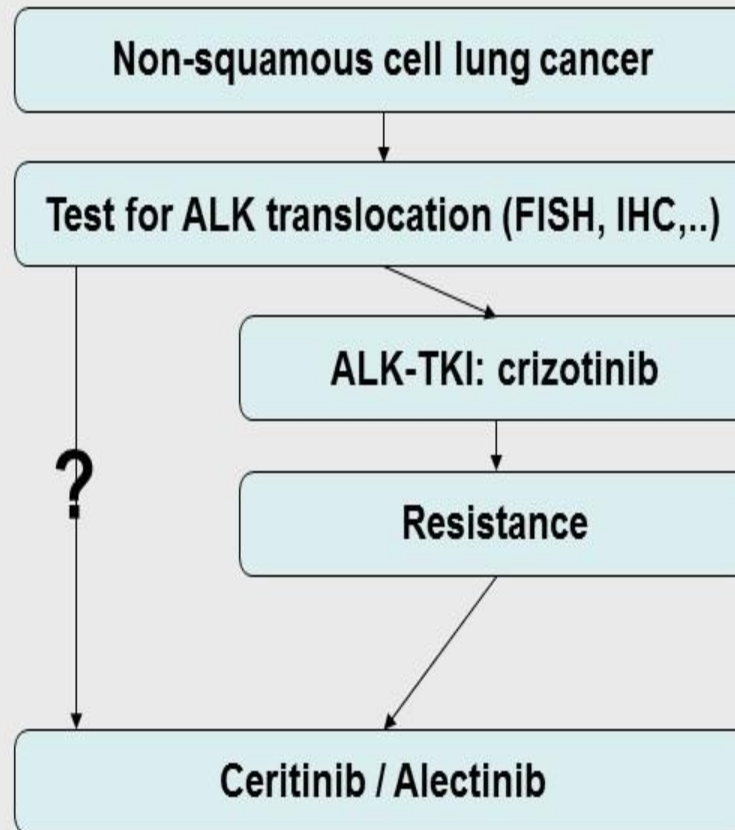 Non-squamous cell lung cancer
Test for ALK translocation (FISH, IHC,..)
ALK-TKI: crizotinib
Resistance
?
Ceritinib / Alectinib